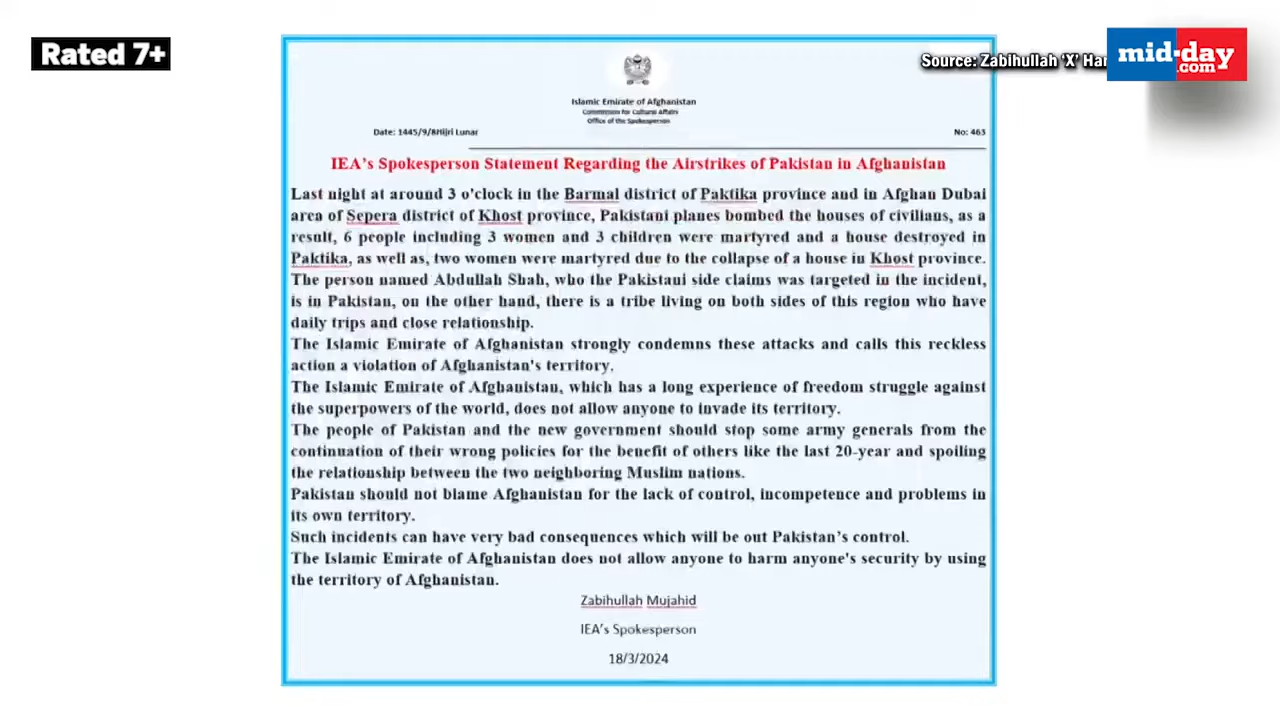 Rated 7+
Source: Zabihullah 'X' Han
mid-day
.com
Islamic Emirate of Afghanistan
Commission for Cultural Affairs
Office of the Spokesperson
Date: 1445/9/8Hijri Lunar
No: 463
IEA's Spokesperson Statement Regarding the Airstrikes of Pakistan in Afghanistan
Last night at around 3 o'clock in the Barmal district of Paktika province and in Afghan Dubai
area of Sepera district of Khost province, Pakistani planes bombed the houses of civilians, as a
result, 6 people including 3 women and 3 children were martyred and a house destroyed in
Paktika, as well as, two women were martyred due to the collapse of a house in Khost province.
The person named Abdullah Shah, who the Pakistani side claims was targeted in the incident,
is in Pakistan, on the other hand, there is a tribe living on both sides of this region who have
daily trips and close relationship.
The Islamic Emirate of Afghanistan strongly condemns these attacks and calls this reckless
action a violation of Afghanistan's territory.
The Islamic Emirate of Afghanistan, which has a long experience of freedom struggle against
the superpowers of the world, does not allow anyone to invade its territory.
The people of Pakistan and the new government should stop some army generals from the
continuation of their wrong policies for the benefit of others like the last 20-year and spoiling
the relationship between the two neighboring Muslim nations.
Pakistan should not blame Afghanistan for the lack of control, incompetence and problems in
its own territory.
Such incidents can have very bad consequences which will be out Pakistan's control.
The Islamic Emirate of Afghanistan does not allow anyone to harm anyone's security by using
the territory of Afghanistan.
Zabihullah Mujahid
IEA's Spokesperson
18/3/2024